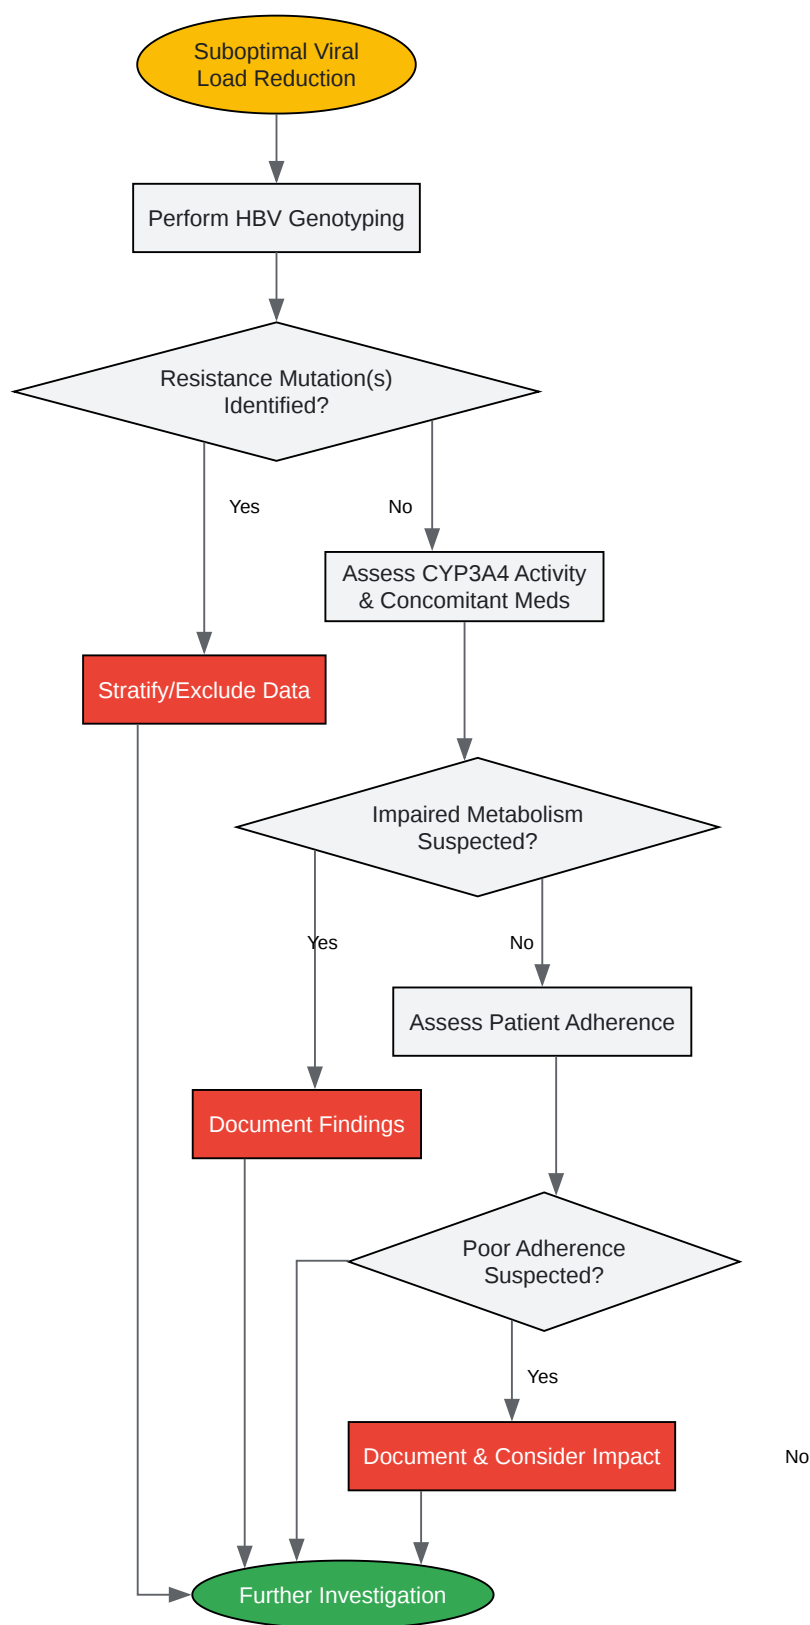 Suboptimal Viral
Load Reduction
Perform HBV Genotyping
Resistance Mutation(s)
Identified?
Yes
No
Assess CYP3A4 Activity
& Concomitant Meds
Stratify/Exclude Data
Impaired Metabolism
Suspected?
Yes
No
Assess Patient Adherence
Document Findings
Poor Adherence
Suspected?
Yes
Document & Consider Impact
No
Further Investigation